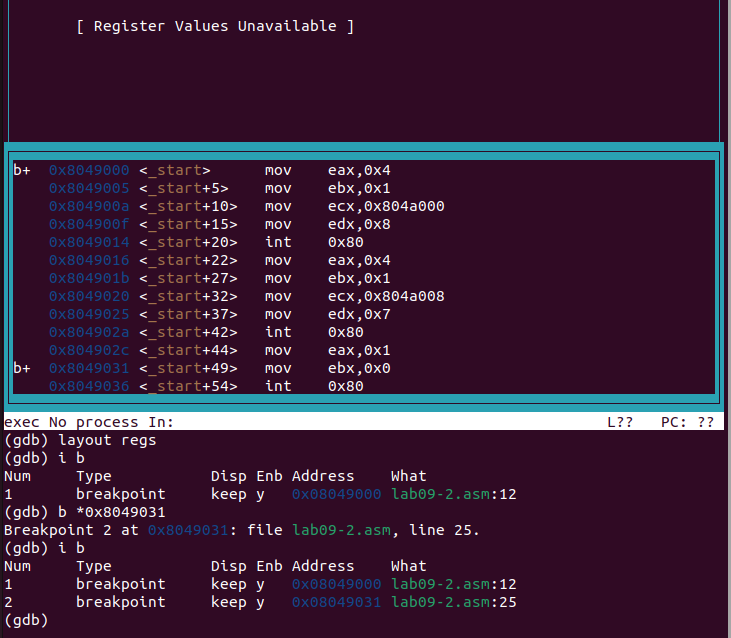 [ Register Values Unavailable ]
b+ 0x8049000 <_start> mov eax,0x4
0x8049005 <_start+5> mov ebx,0x1
0x804900a <_start+10> mov ecx,0x804a000
0x804900f <_start+15> mov edx,0x8
0x8049014 <_start+20> int 0x80
0x8049016 <_start+22> mov eax,0x4
0x804901b <_start+27> mov ebx,0x1
0x8049020 <_start+32> mov ecx,0x804a008
0x8049025 <_start+37> mov edx,0x7
0x804902a <_start+42> int 0x80
0x804902c <_start+44> mov eax,0x1
b+ 0x8049031 <_start+49> mov ebx,0x0
0x8049036 <_start+54> int 0x80
exec No process In: L?? PC: ??
(gdb) layout regs
(gdb) i b
Num Type Disp Enb Address What
1 breakpoint keep y 0x08049000 lab09-2.asm:12
(gdb) b *0x8049031
Breakpoint 2 at 0x8049031: file lab09-2.asm, line 25.
(gdb) i b
Num Type Disp Enb Address What
1 breakpoint keep y 0x08049000 lab09-2.asm:12
2 breakpoint keep y 0x08049031 lab09-2.asm:25
(gdb)